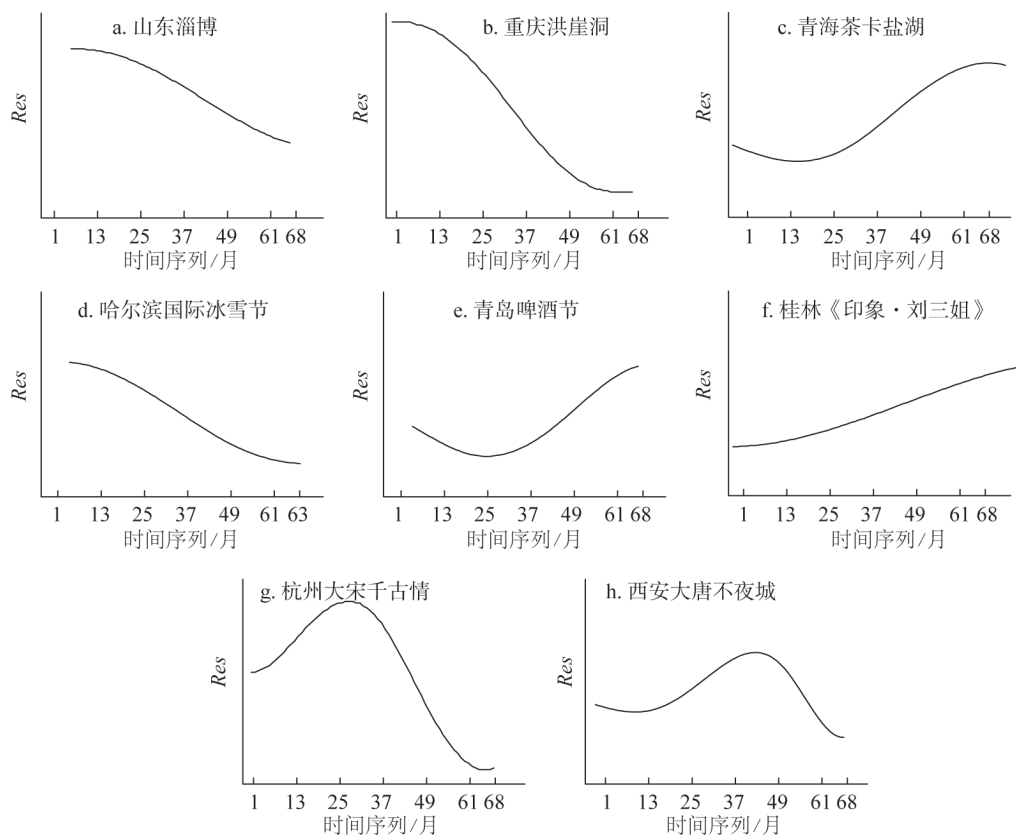 a. 山东淄博
Res
1 13 25 37 49 61 68
时间序列/月
b. 重庆洪崖洞
Res
1 13 25 37 49 61 68
时间序列/月
c. 青海茶卡盐湖
Res
1 13 25 37 49 61 68
时间序列/月
d. 哈尔滨国际冰雪节
Res
1 13 25 37 49 61 63
时间序列/月
e. 青岛啤酒节
Res
1 13 25 37 49 61 68
时间序列/月
f. 桂林《印象·刘三姐》
Res
1 13 25 37 49 61 68
时间序列/月
g. 杭州大宋千古情
Res
1 13 25 37 49 61 68
时间序列/月
h. 西安大唐不夜城
Res
1 13 25 37 49 61 68
时间序列/月